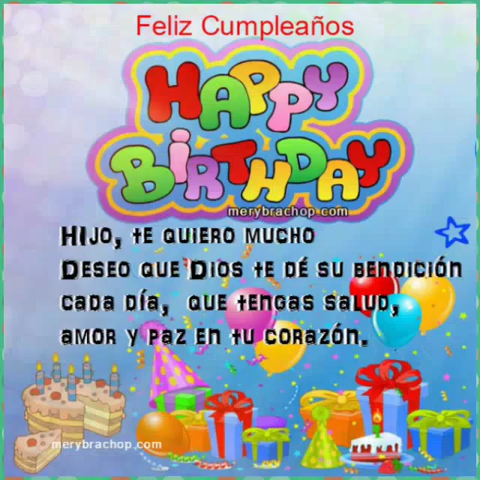 Feliz Cumpleaños
HAPPY
BIRTHDAY
merybrachop.com
Hijo, te quiero mucho
Deseo que Dios te dé su bendición
cada día, que tengas salud,
amor y paz en tu corazón.
merybrachop.com